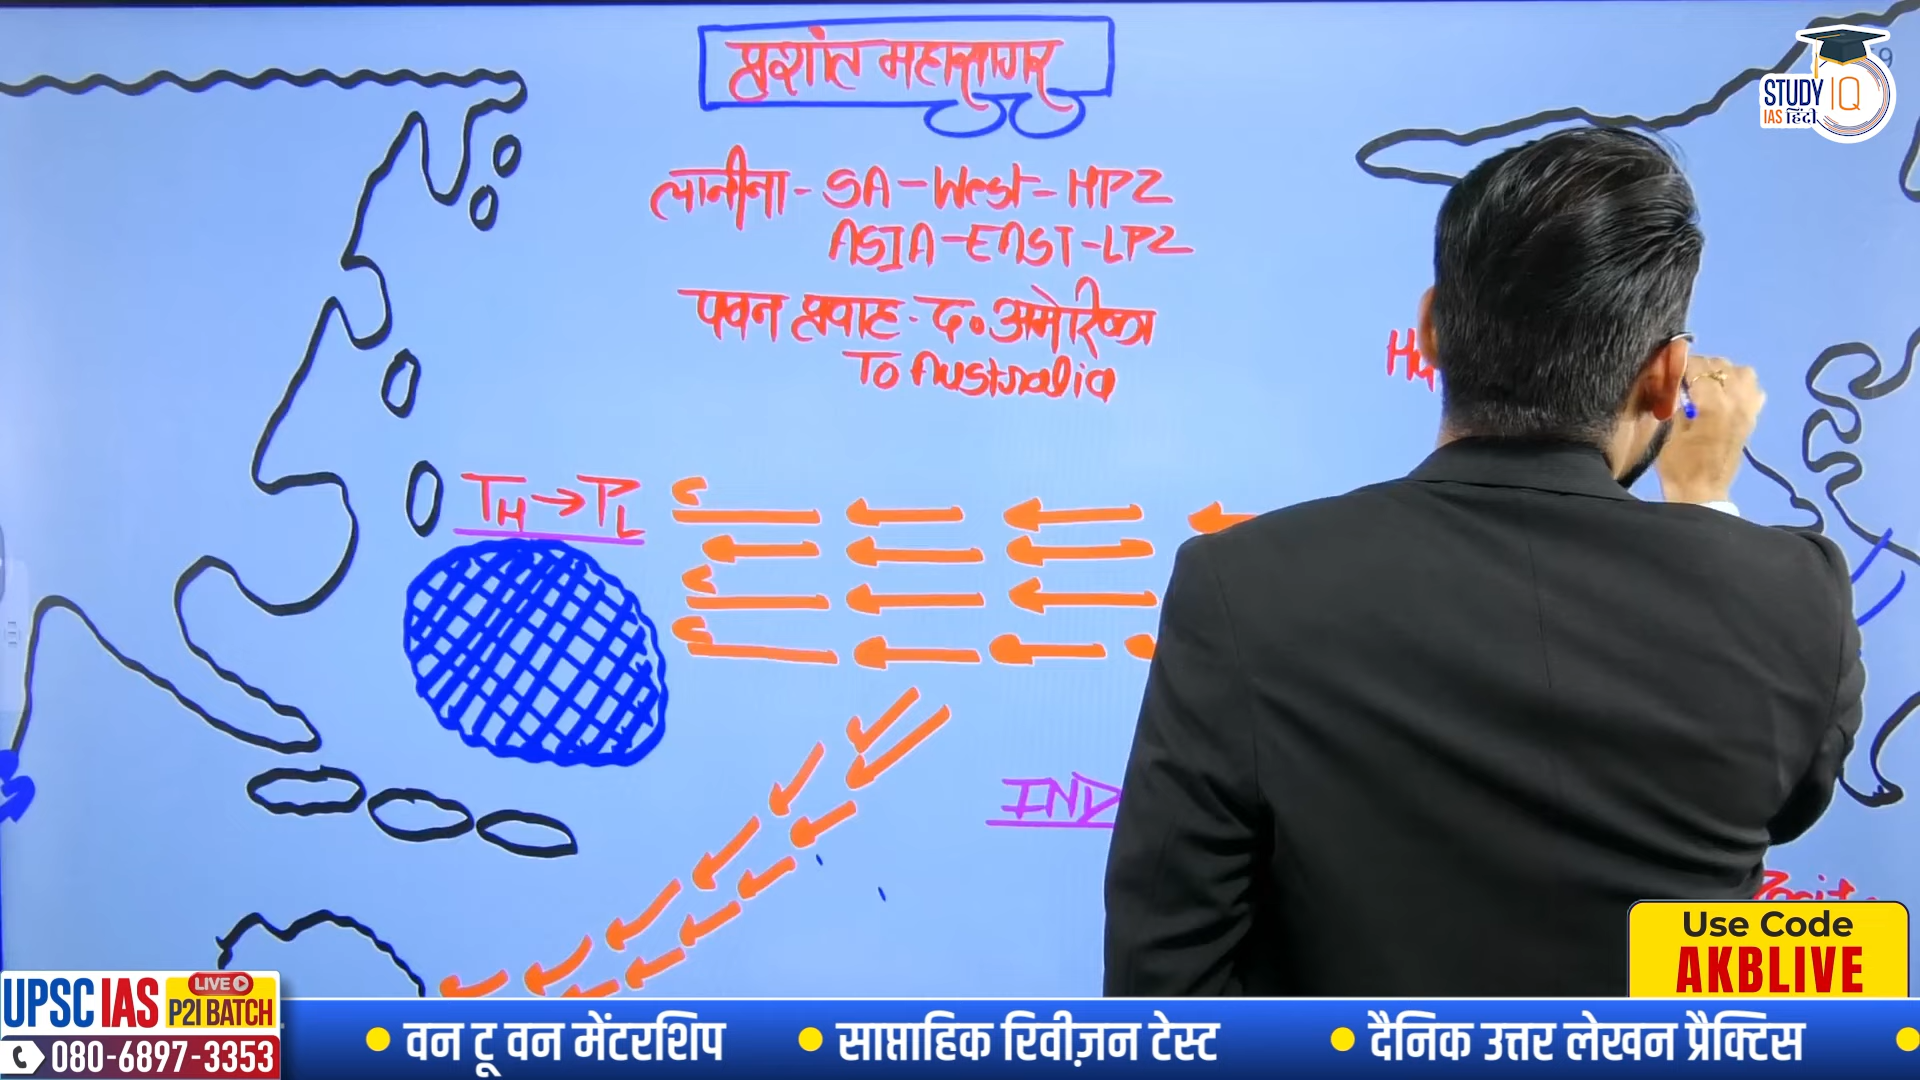 प्रशांत महासागर
लानीना - SA - West - HPZ
ASIA - EAST - LPZ
पवन प्रवाह - द० अमेरिका
To Australia
TH → PL
IND
STUDY IQ
IAS हिंदी
Use Code
AKBLIVE
UPSC IAS
LIVE
P2I BATCH
080-6897-3353
वन टू वन मेंटरशिप
साप्ताहिक रिवीज़न टेस्ट
दैनिक उत्तर लेखन प्रैक्टिस